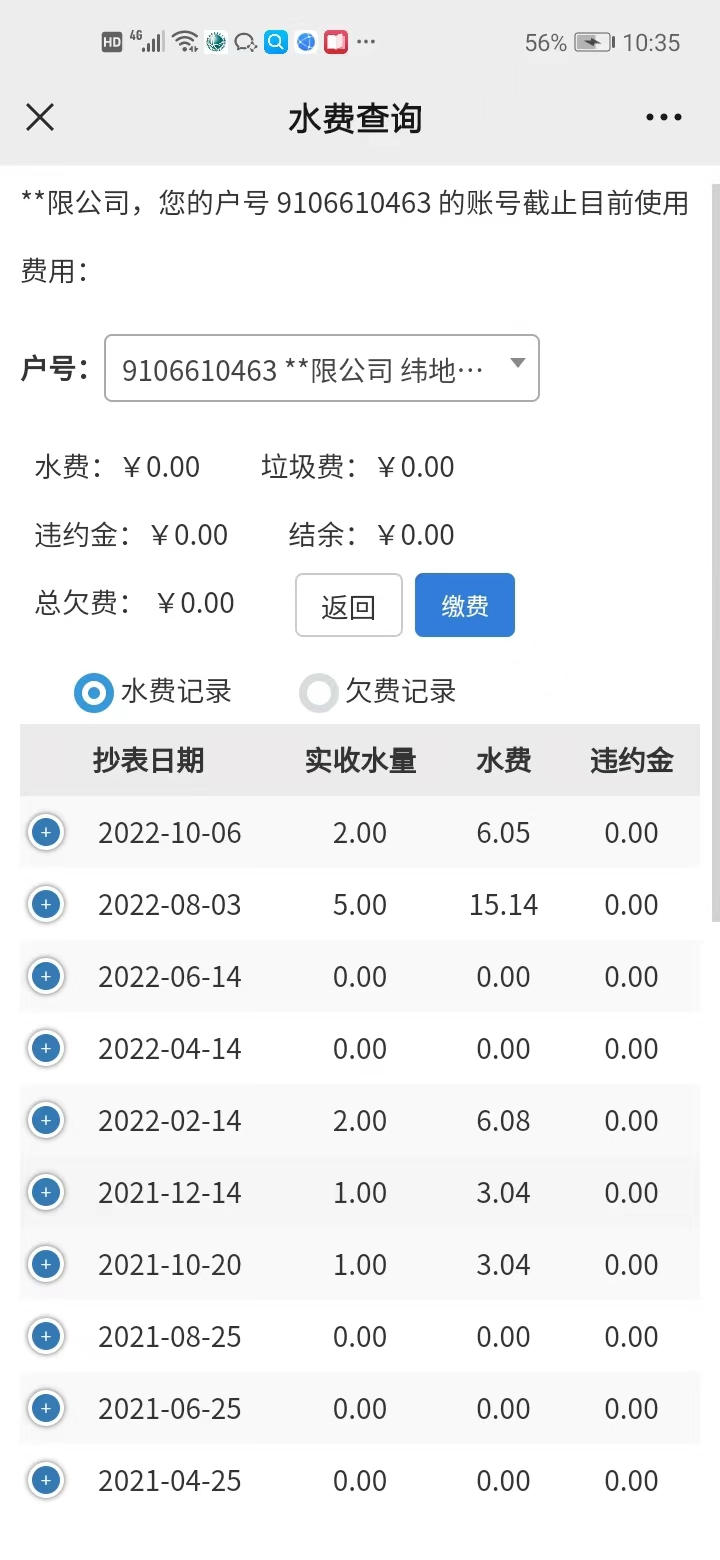 HD 4G 56% 10:35
水费查询
**限公司，您的户号 9106610463 的账号截止目前使用
费用：
户号： 9106610463 **限公司 纬地…
水费：￥0.00 垃圾费：￥0.00
违约金：￥0.00 结余：￥0.00
总欠费：￥0.00 返回 缴费
水费记录 欠费记录
抄表日期 实收水量 水费 违约金
2022-10-06 2.00 6.05 0.00
2022-08-03 5.00 15.14 0.00
2022-06-14 0.00 0.00 0.00
2022-04-14 0.00 0.00 0.00
2022-02-14 2.00 6.08 0.00
2021-12-14 1.00 3.04 0.00
2021-10-20 1.00 3.04 0.00
2021-08-25 0.00 0.00 0.00
2021-06-25 0.00 0.00 0.00
2021-04-25 0.00 0.00 0.00